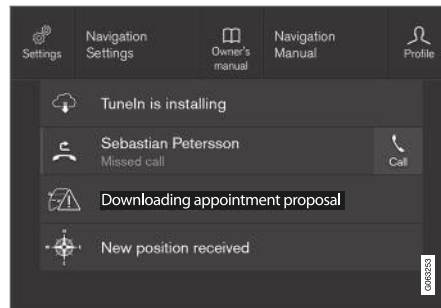 Settings
Navigation
Settings
Owner's
manual
Navigation
Manual
Profile
TuneIn is installing
Sebastian Petersson
Missed call
Call
Downloading appointment proposal
New position received
G063253